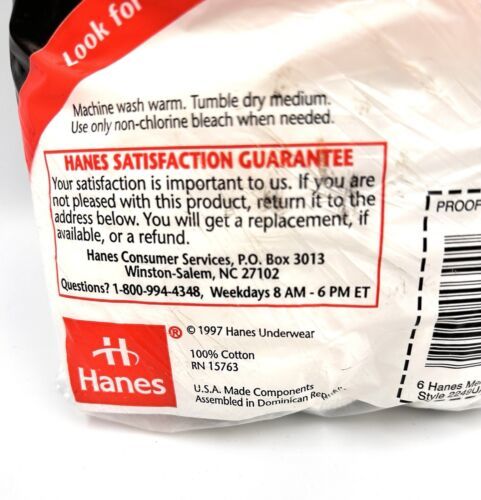 Look for
Machine wash warm. Tumble dry medium.
Use only non-chlorine bleach when needed.
HANES SATISFACTION GUARANTEE
Your satisfaction is important to us. If you are
not pleased with this product, return it to the
address below. You will get a replacement, if
available, or a refund.
Hanes Consumer Services, P.O. Box 3013
Winston-Salem, NC 27102
Questions? 1-800-994-4348, Weekdays 8 AM - 6 PM ET
PROOF
Hanes
® © 1997 Hanes Underwear
100% Cotton
RN 15763
U.S.A. Made Components
Assembled in Dominican
6 Hanes
Style